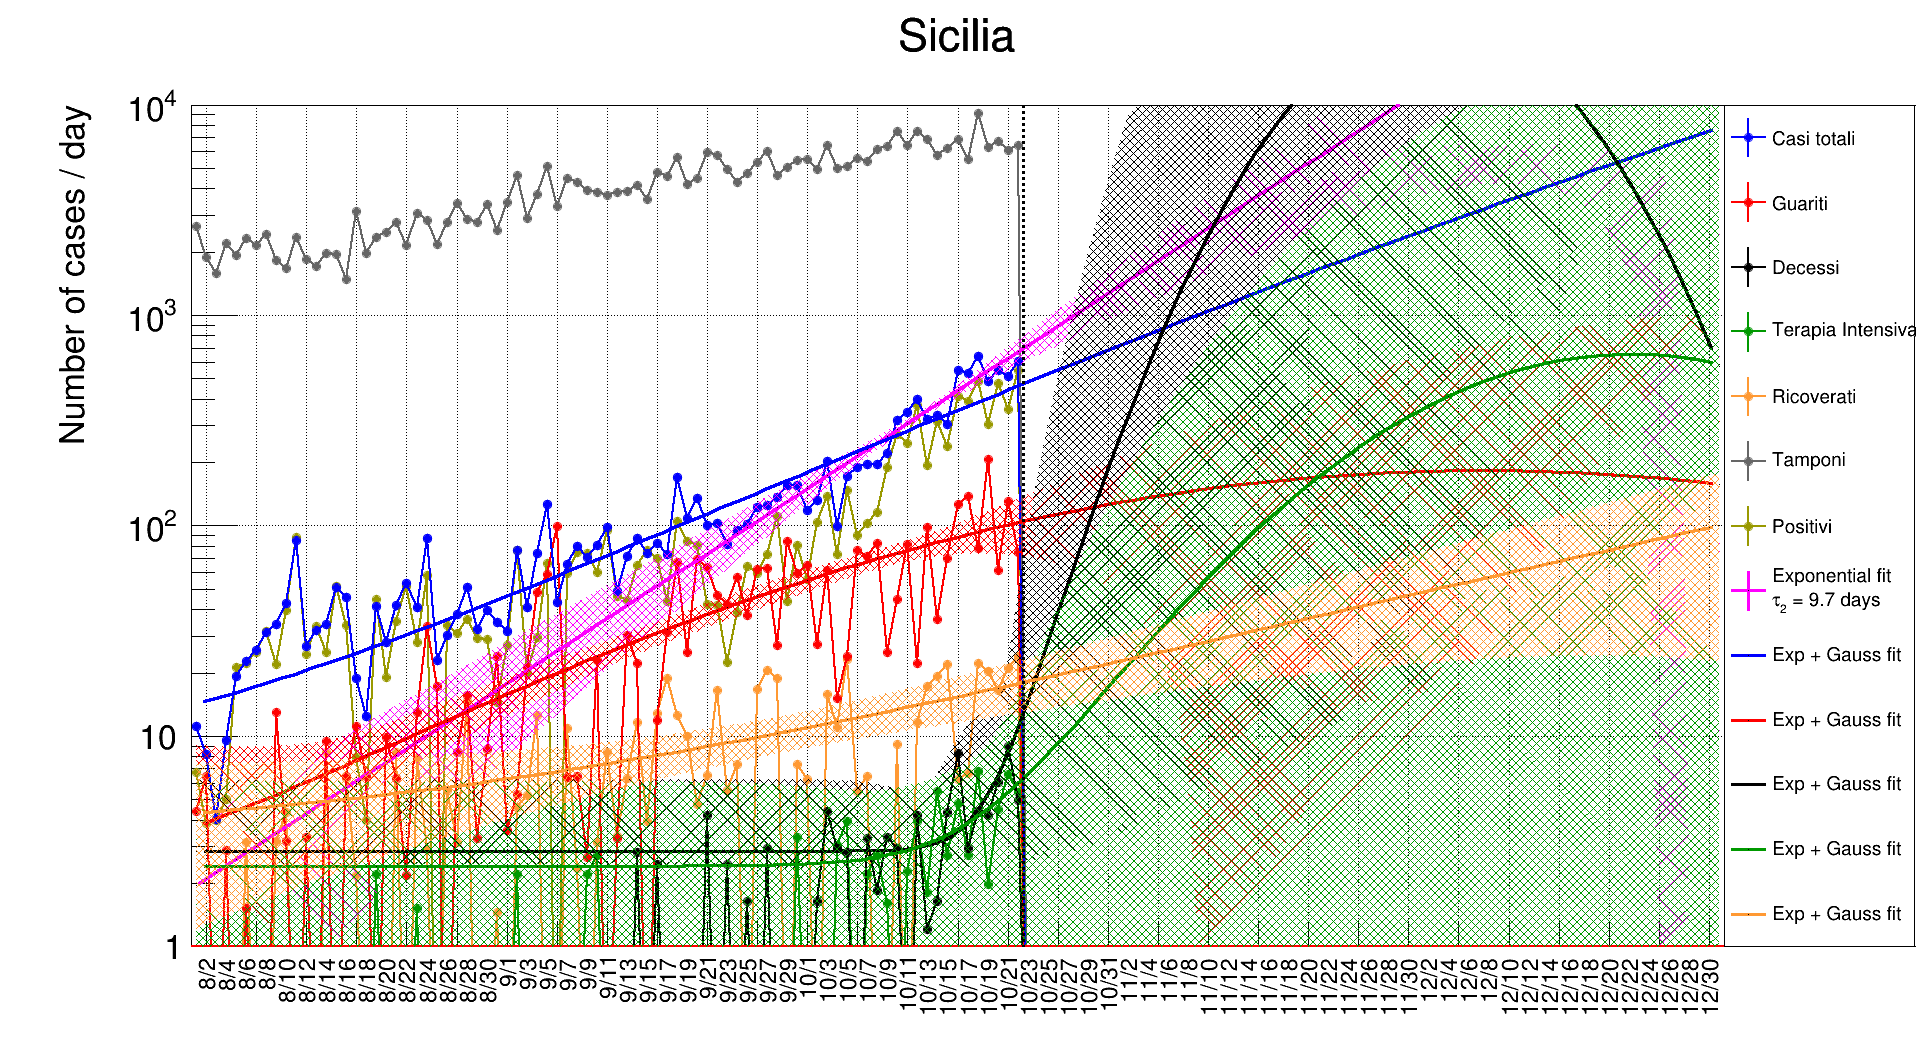 Sicilia
Number of cases / day
10^4
10^3
10^2
10
1
8/2 8/4 8/6 8/8 8/10 8/12 8/14 8/16 8/18 8/20 8/22 8/24 8/26 8/28 8/30 9/1 9/3 9/5 9/7 9/9 9/11 9/13 9/15 9/17 9/19 9/21 9/23 9/25 9/27 9/29 10/1 10/3 10/5 10/7 10/9 10/11 10/13 10/15 10/17 10/19 10/21 10/23 10/25 10/27 10/29 10/31 11/2 11/4 11/6 11/8 11/10 11/12 11/14 11/16 11/18 11/20 11/22 11/24 11/26 11/28 11/30 12/2 12/4 12/6 12/8 12/10 12/12 12/14 12/16 12/18 12/20 12/22 12/24 12/26 12/28 12/30
Casi totali
Guariti
Decessi
Terapia Intensiva
Ricoverati
Tamponi
Positivi
Exponential fit
τ_2 = 9.7 days
Exp + Gauss fit
Exp + Gauss fit
Exp + Gauss fit
Exp + Gauss fit
Exp + Gauss fit